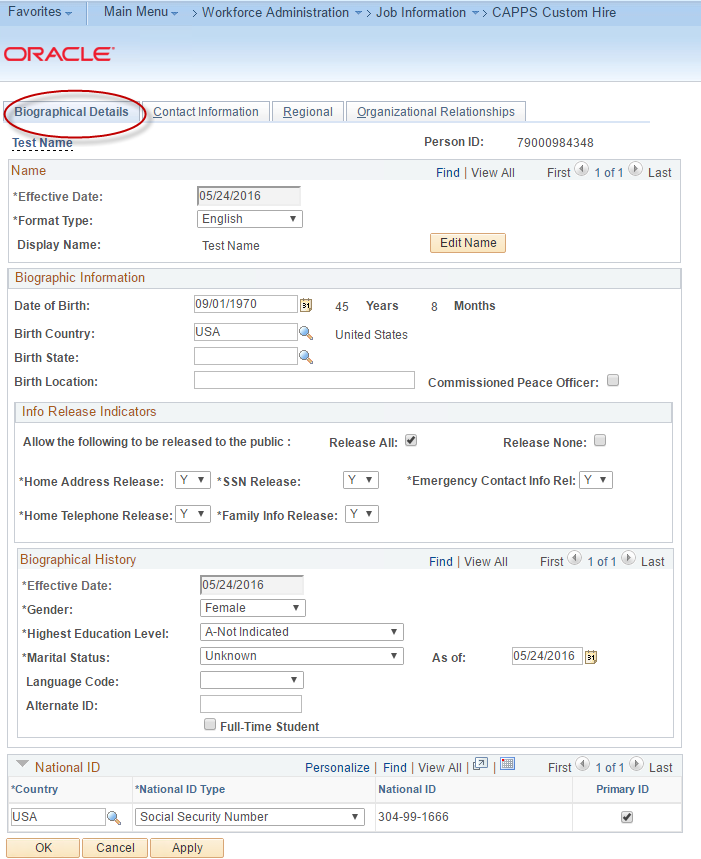 Favorites Main Menu > Workforce Administration > Job Information > CAPPS Custom Hire
ORACLE
Biographical Details Contact Information Regional Organizational Relationships
Test Name Person ID: 79000984348
Name Find | View All First 1 of 1 Last
*Effective Date: 05/24/2016
*Format Type: English
Display Name: Test Name Edit Name
Biographic Information
Date of Birth: 09/01/1970 31 45 Years 8 Months
Birth Country: USA United States
Birth State:
Birth Location: Commissioned Peace Officer:
Info Release Indicators
Allow the following to be released to the public : Release All: Release None:
*Home Address Release: Y *SSN Release: Y *Emergency Contact Info Rel: Y
*Home Telephone Release: Y *Family Info Release: Y
Biographical History Find | View All First 1 of 1 Last
*Effective Date: 05/24/2016
*Gender: Female
*Highest Education Level: A-Not Indicated
*Marital Status: Unknown As of: 05/24/2016 31
Language Code:
Alternate ID:
Full-Time Student
National ID Personalize | Find | View All | | First 1 of 1 Last
*Country *National ID Type National ID Primary ID
USA Social Security Number 304-99-1666
OK Cancel Apply